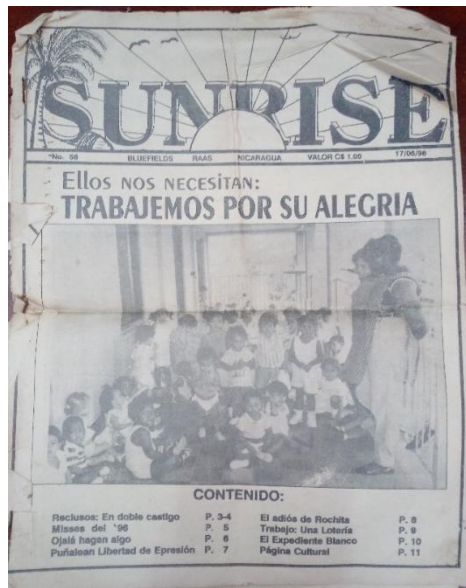 SUNRISE
No. 58 BLUEFIELDS RAAS NICARAGUA VALOR C$ 1.00 17/06/96
Ellos NOS NECESITAN:
TRABAJEMOS POR SU ALEGRIA
CONTENIDO:
Reclusos: En doble castigo P. 3-4
Misses del '96 P. 5
Ojalá hagan algo P. 6
Puñalean Libertad de Epresión P. 7
El adiós de Rochita P. 8
Trabajo: Una Lotería P. 9
El Expediente Blanco P. 10
Página Cultural P. 11